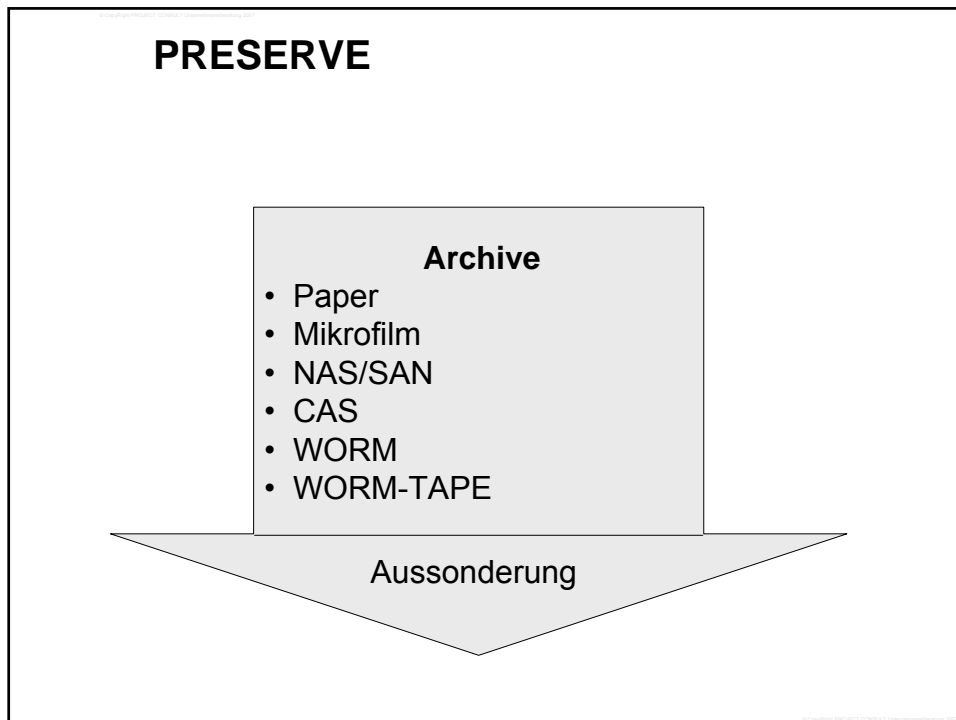 PRESERVE
Archive
• Paper
• Mikrofilm
• NAS/SAN
• CAS
• WORM
• WORM-TAPE
Aussonderung